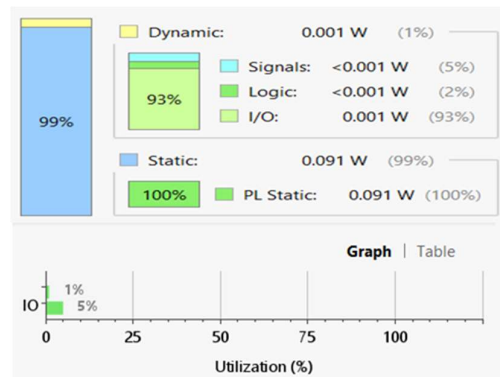 Dynamic: 0.001 W (1%)
Signals: <0.001 W (5%)
93% Logic: <0.001 W (2%)
99% I/O: 0.001 W (93%)
Static: 0.091 W (99%)
100% PL Static: 0.091 W (100%)
Graph | Table
1%
IO 5%
0 25 50 75 100
Utilization (%)